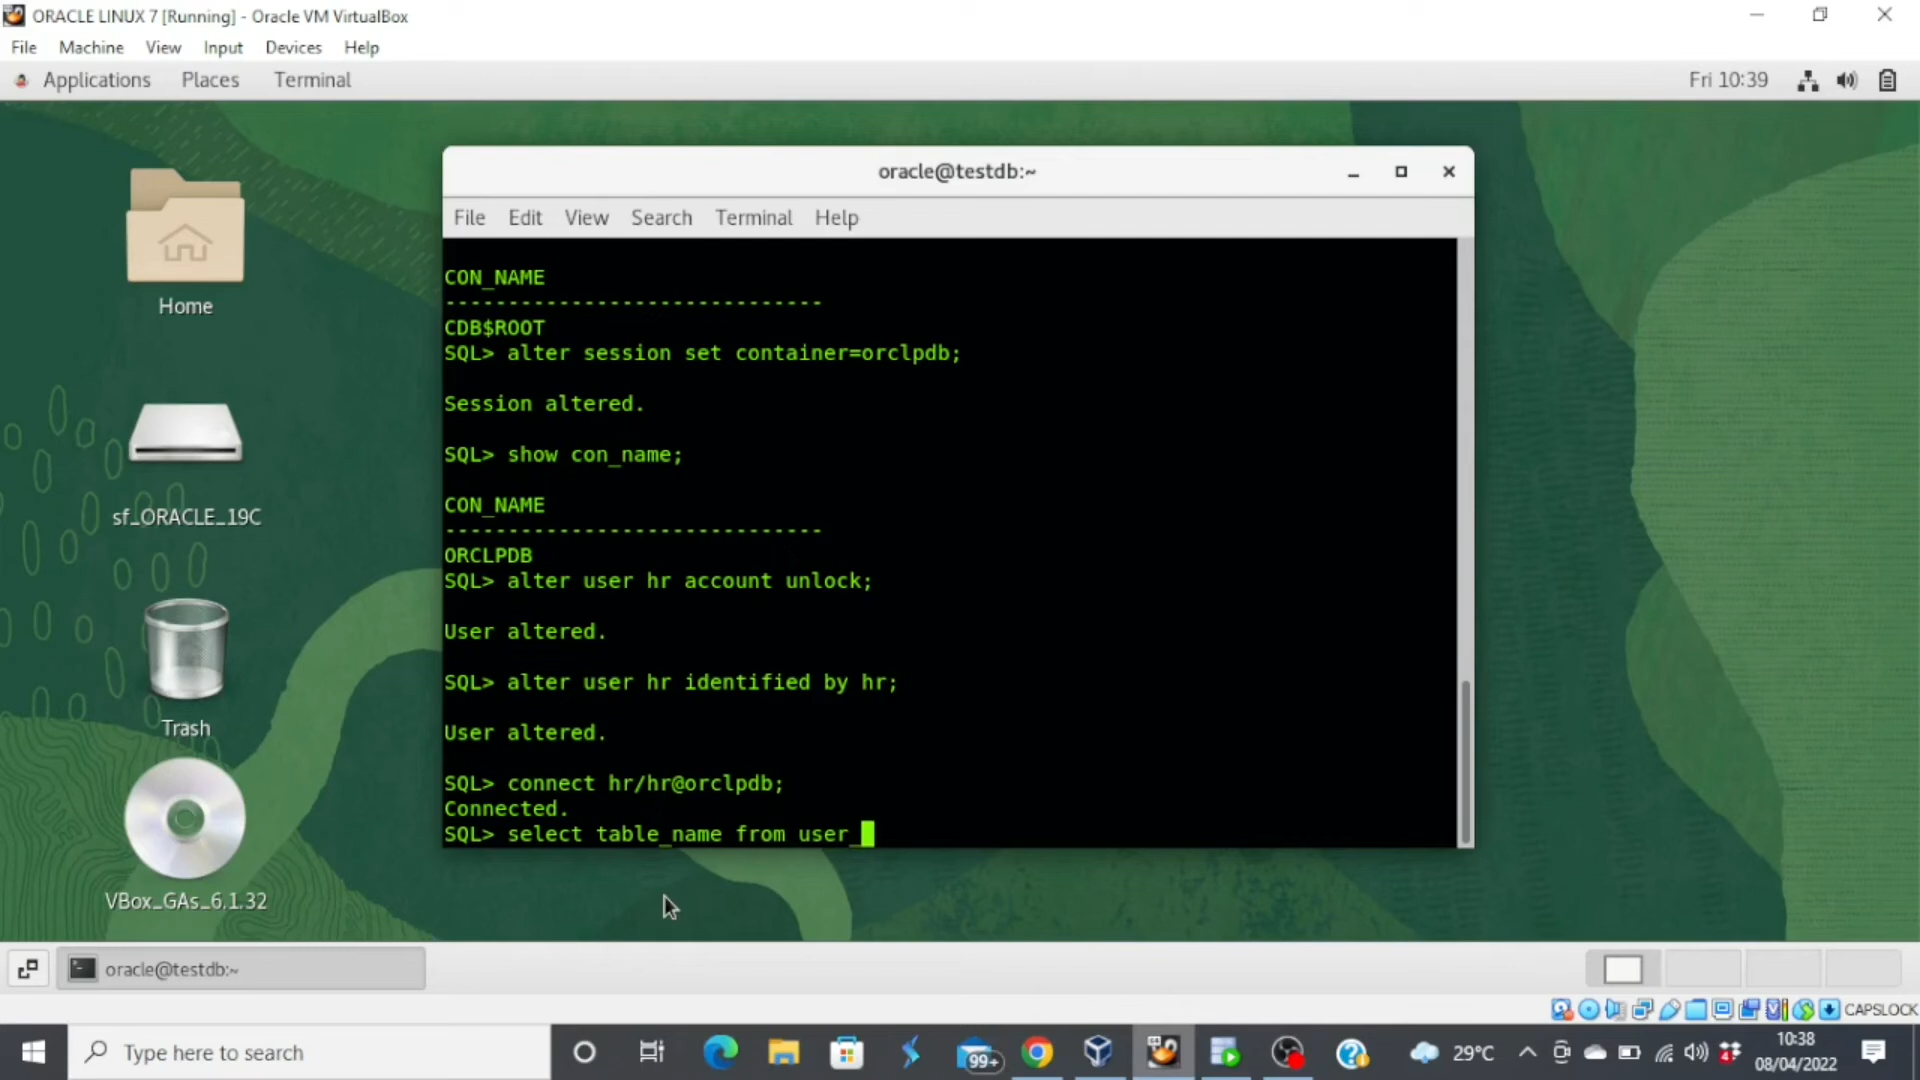 ORACLE LINUX 7 [Running] - Oracle VM VirtualBox
File Machine View Input Devices Help
Applications Places Terminal Fri 10:39
oracle@testdb:~
File Edit View Search Terminal Help
CON_NAME
------------------------------
CDB$ROOT
SQL> alter session set container=orclpdb;
Session altered.
SQL> show con_name;
CON_NAME
------------------------------
ORCLPDB
SQL> alter user hr account unlock;
User altered.
SQL> alter user hr identified by hr;
User altered.
SQL> connect hr/hr@orclpdb;
Connected.
SQL> select table_name from user_
Home
sf_ORACLE_19C
Trash
VBox_GAs_6.1.32
oracle@testdb:~
CAPSLOCK
Type here to search
99+
29°C
10:38
08/04/2022